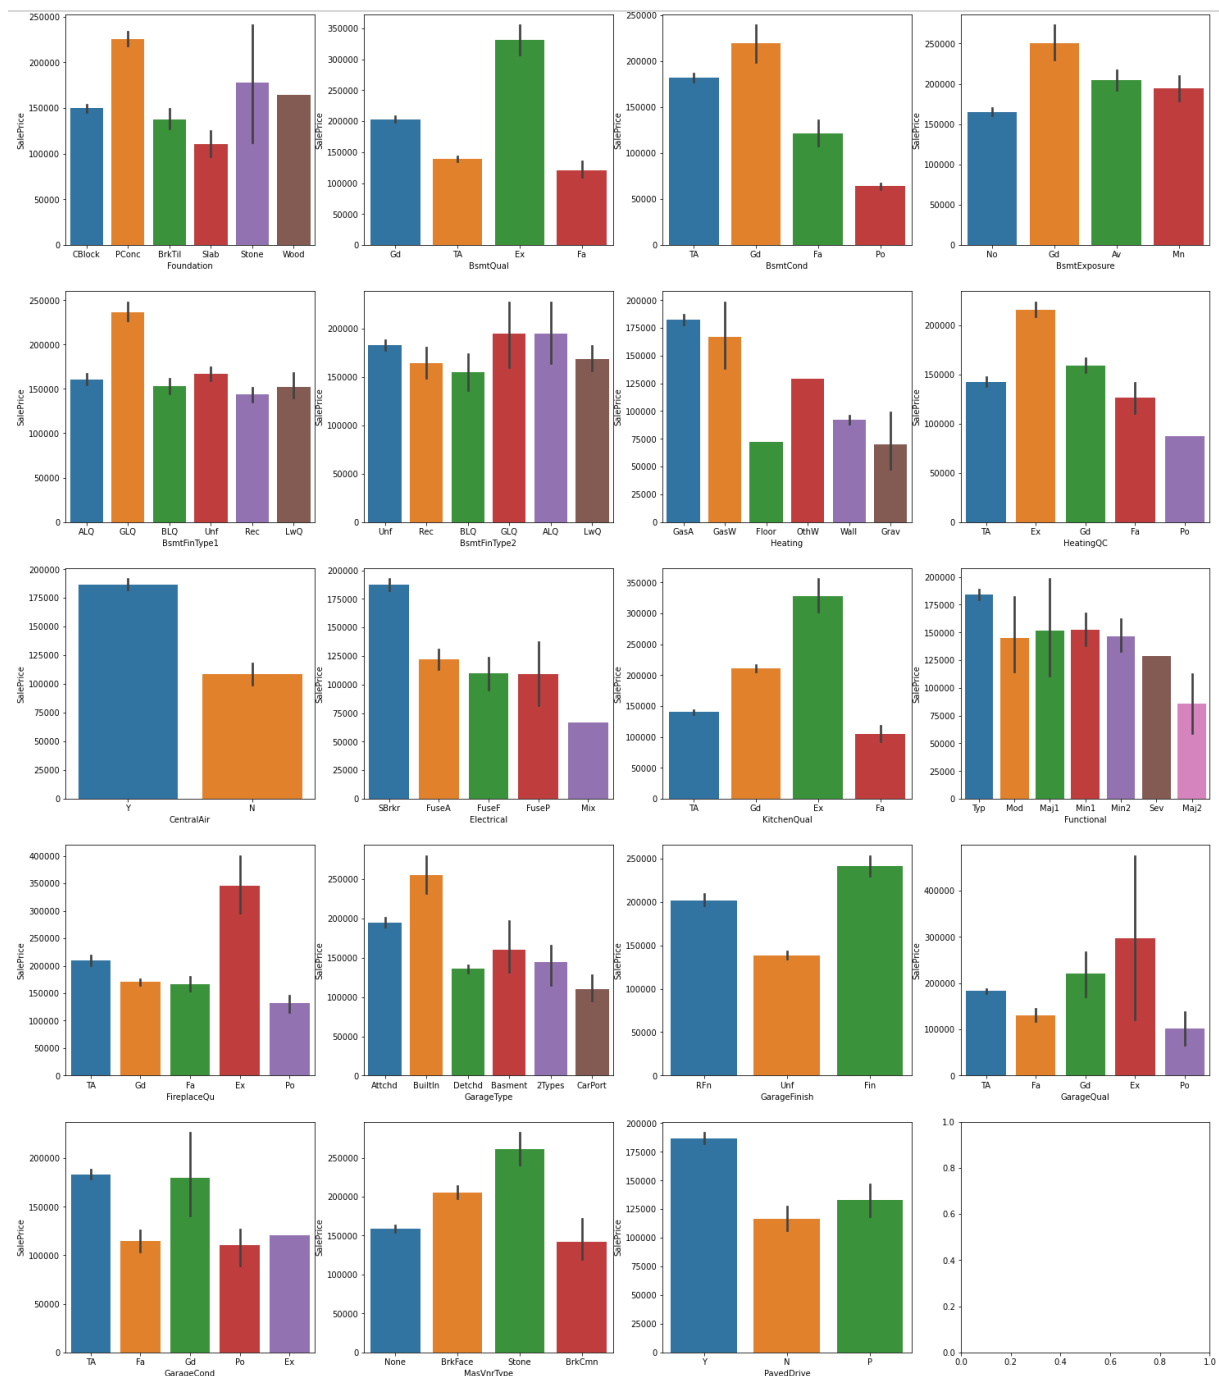 250000
200000
150000
100000
50000
0
SalePrice
CBlock PConc BrkTil Slab Stone Wood
Foundation
350000
300000
250000
200000
150000
100000
50000
0
SalePrice
Gd TA Ex Fa
BsmtQual
250000
200000
150000
100000
50000
0
SalePrice
TA Gd Fa Po
BsmtCond
250000
200000
150000
100000
50000
0
SalePrice
No Gd Av Mn
BsmtExposure
250000
200000
150000
100000
50000
0
SalePrice
ALQ GLQ BLQ Unf Rec LwQ
BsmtFinType1
200000
150000
100000
50000
0
SalePrice
Unf Rec BLQ GLQ ALQ LwQ
BsmtFinType2
200000
175000
150000
125000
100000
75000
50000
25000
0
SalePrice
GasA GasW Floor OthW Wall Grav
Heating
200000
150000
100000
50000
0
SalePrice
TA Ex Gd Fa Po
HeatingQC
200000
175000
150000
125000
100000
75000
50000
25000
0
SalePrice
Y N
CentralAir
200000
175000
150000
125000
100000
75000
50000
25000
0
SalePrice
SBrkr FuseA FuseF FuseP Mix
Electrical
350000
300000
250000
200000
150000
100000
50000
0
SalePrice
TA Gd Ex Fa
KitchenQual
200000
175000
150000
125000
100000
75000
50000
25000
0
SalePrice
Typ Mod Maj1 Min1 Min2 Sev Maj2
Functional
400000
350000
300000
250000
200000
150000
100000
50000
0
SalePrice
TA Gd Fa Ex Po
FireplaceQu
250000
200000
150000
100000
50000
0
SalePrice
Attchd BuiltIn Detchd Basment 2Types CarPort
GarageType
250000
200000
150000
100000
50000
0
SalePrice
RFn Unf Fin
GarageFinish
400000
300000
200000
100000
0
SalePrice
TA Fa Gd Ex Po
GarageQual
200000
150000
100000
50000
0
SalePrice
TA Fa Gd Po Ex
GarageCond
250000
200000
150000
100000
50000
0
SalePrice
None BrkFace Stone BrkCmn
MasVnrType
200000
175000
150000
125000
100000
75000
50000
25000
0
SalePrice
Y N P
PavedDrive
1.0
0.8
0.6
0.4
0.2
0.0
0.0 0.2 0.4 0.6 0.8 1.0